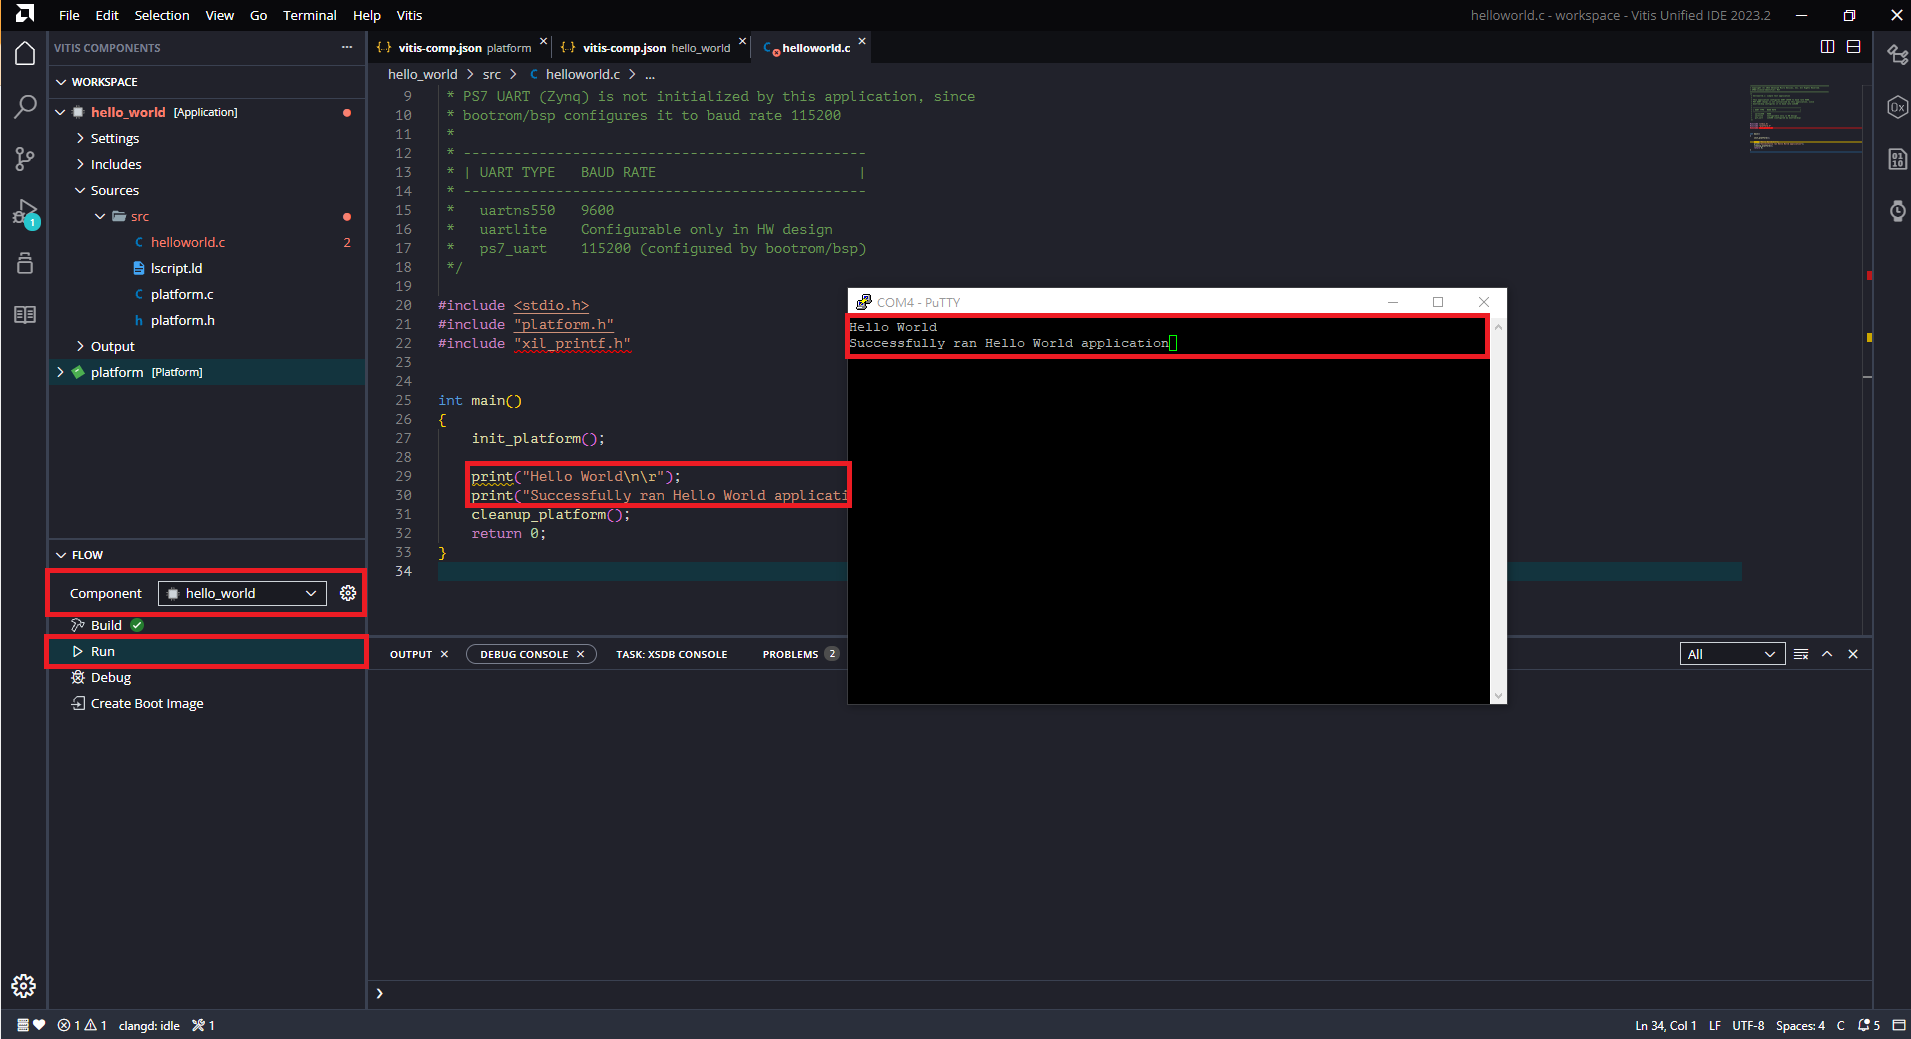 File Edit Selection View Go Terminal Help Vitis
helloworld.c - workspace - Vitis Unified IDE 2023.2
VITIS COMPONENTS
WORKSPACE
hello_world [Application]
Settings
Includes
Sources
src
helloworld.c 2
lscript.ld
platform.c
platform.h
Output
platform [Platform]
FLOW
Component hello_world
Build
Run
Debug
Create Boot Image
1
{} vitis-comp.json platform
{} vitis-comp.json hello_world
C helloworld.c
hello_world > src > C helloworld.c > ...
9 * PS7 UART (Zynq) is not initialized by this application, since
10 * bootrom/bsp configures it to baud rate 115200
11 *
12 * ------------------------------------------------
13 * | UART TYPE   BAUD RATE                        |
14 * ------------------------------------------------
15 *   uartns550   9600
16 *   uartlite    Configurable only in HW design
17 *   ps7_uart    115200 (configured by bootrom/bsp)
18 */
19
20 #include <stdio.h>
21 #include "platform.h"
22 #include "xil_printf.h"
23
24
25 int main()
26 {
27 init_platform();
28
29 print("Hello World\n\r");
30 print("Successfully ran Hello World applicati
31 cleanup_platform();
32 return 0;
33 }
34
COM4 - PuTTY
Hello World
Successfully ran Hello World application
OUTPUT DEBUG CONSOLE TASK: XSDB CONSOLE PROBLEMS 2
All
1 1 clangd: idle 1
Ln 34, Col 1 LF UTF-8 Spaces: 4 C 5